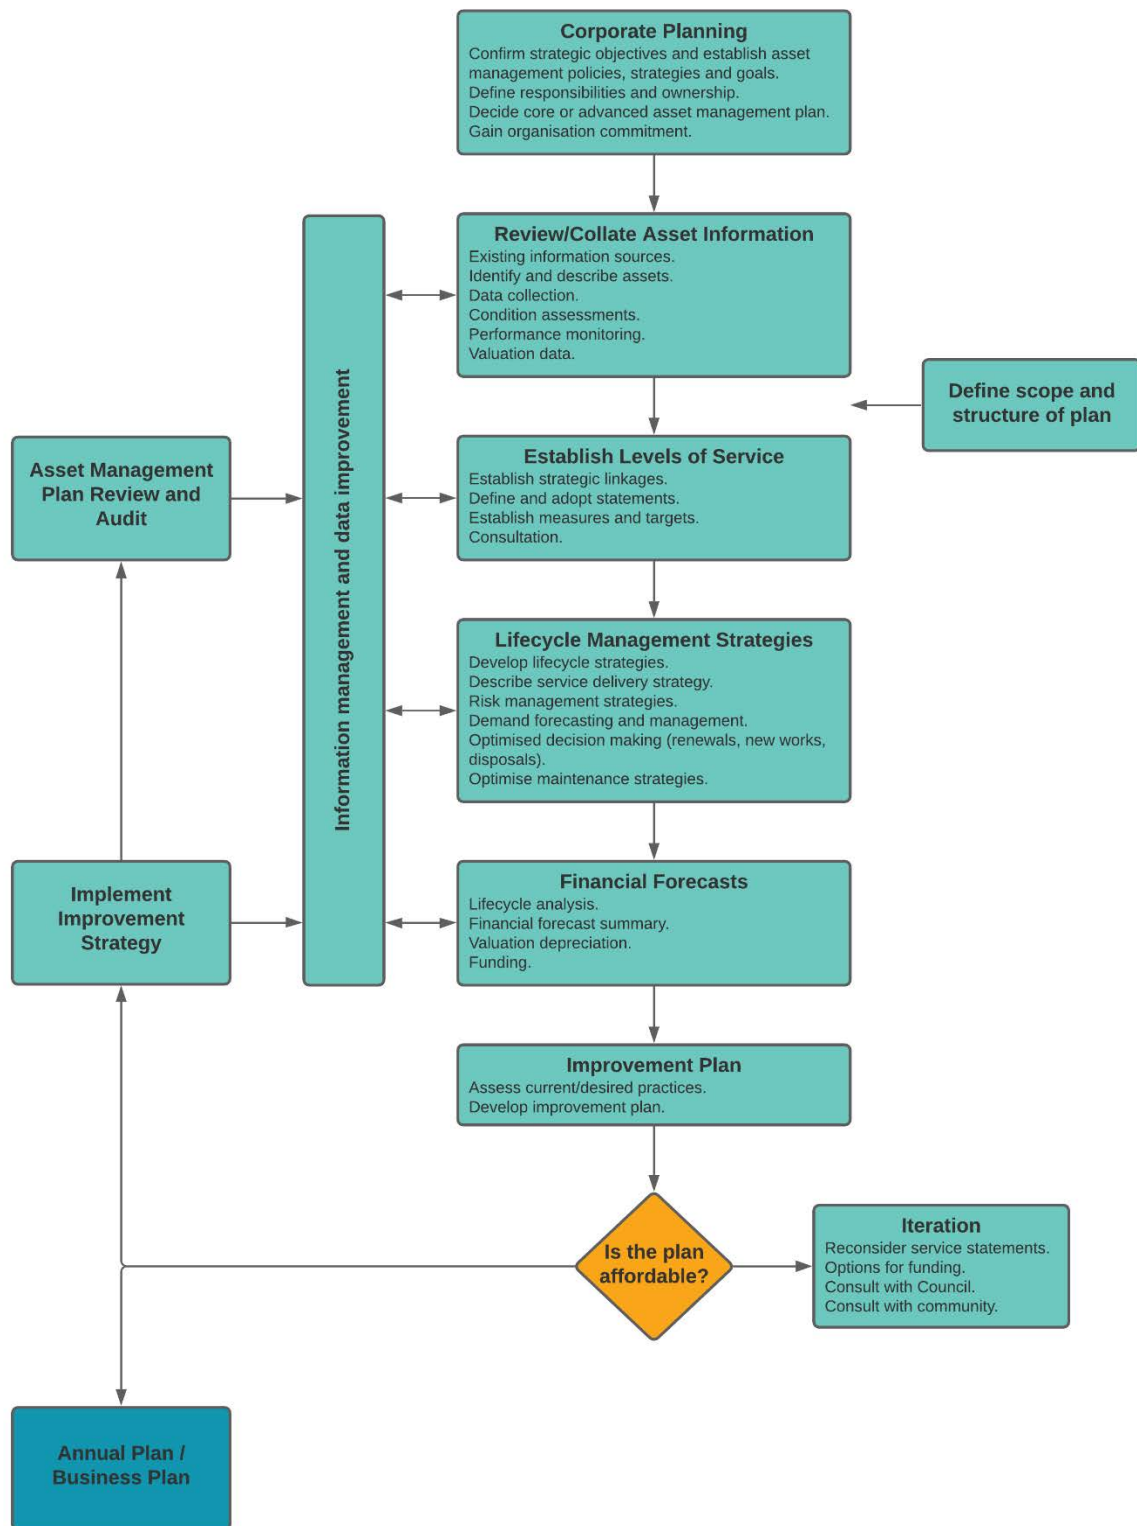 Corporate Planning
Confirm strategic objectives and establish asset
management policies, strategies and goals.
Define responsibilities and ownership.
Decide core or advanced asset management plan.
Gain organisation commitment.
Review/Collate Asset Information
Existing information sources.
Identify and describe assets.
Data collection.
Condition assessments.
Performance monitoring.
Valuation data.
Define scope and
structure of plan
Information management and data improvement
Asset Management
Plan Review and
Audit
Establish Levels of Service
Establish strategic linkages.
Define and adopt statements.
Establish measures and targets.
Consultation.
Lifecycle Management Strategies
Develop lifecycle strategies.
Describe service delivery strategy.
Risk management strategies.
Demand forecasting and management.
Optimised decision making (renewals, new works,
disposals).
Optimise maintenance strategies.
Implement
Improvement
Strategy
Financial Forecasts
Lifecycle analysis.
Financial forecast summary.
Valuation depreciation.
Funding.
Improvement Plan
Assess current/desired practices.
Develop improvement plan.
Is the plan
affordable?
Iteration
Reconsider service statements.
Options for funding.
Consult with Council.
Consult with community.
Annual Plan /
Business Plan